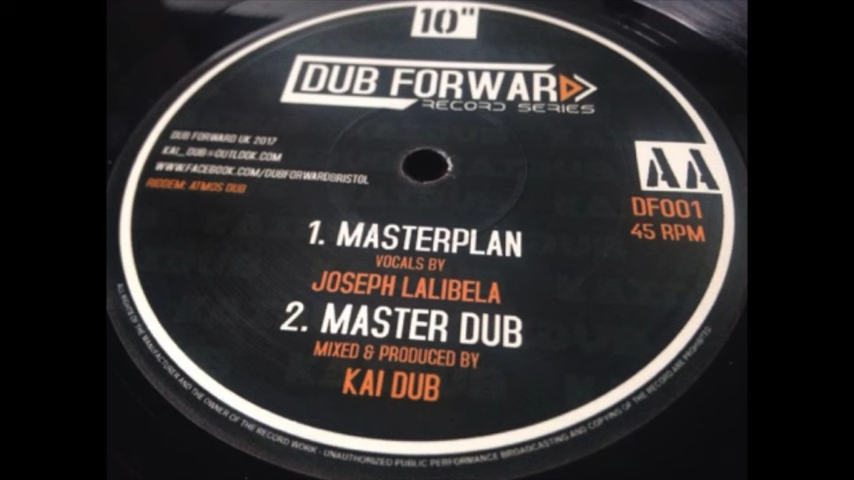 10"
DUB FORWARD
RECORD SERIES
DUB FORWARD UK 2017
KAI_DUB@OUTLOOK.COM
WWW.FACEBOOK.COM/DUBFORWARDBRISTOL
RIDDEM: ATMOS DUB
AA
DF001
45 RPM
1. MASTERPLAN
VOCALS BY
JOSEPH LALIBELA
2. MASTER DUB
MIXED & PRODUCED BY
KAI DUB
ALL RIGHTS OF THE MANUFACTURER AND THE OWNER OF THE RECORD WORK - UNAUTHORIZED PUBLIC PERFORMANCE BROADCASTING AND COPYING OF THE RECORD ARE PROHIBITED